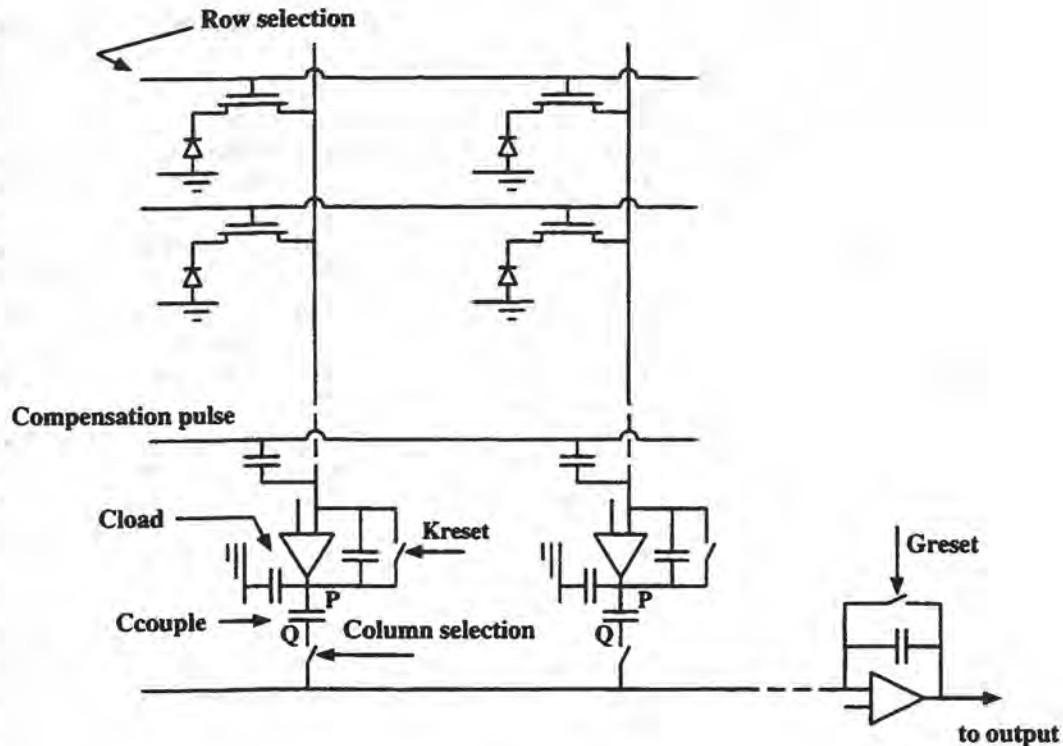 Row selection
Compensation pulse
Cload
Kreset
Greset
P
P
Ccouple
Q
Column selection
Q
to output